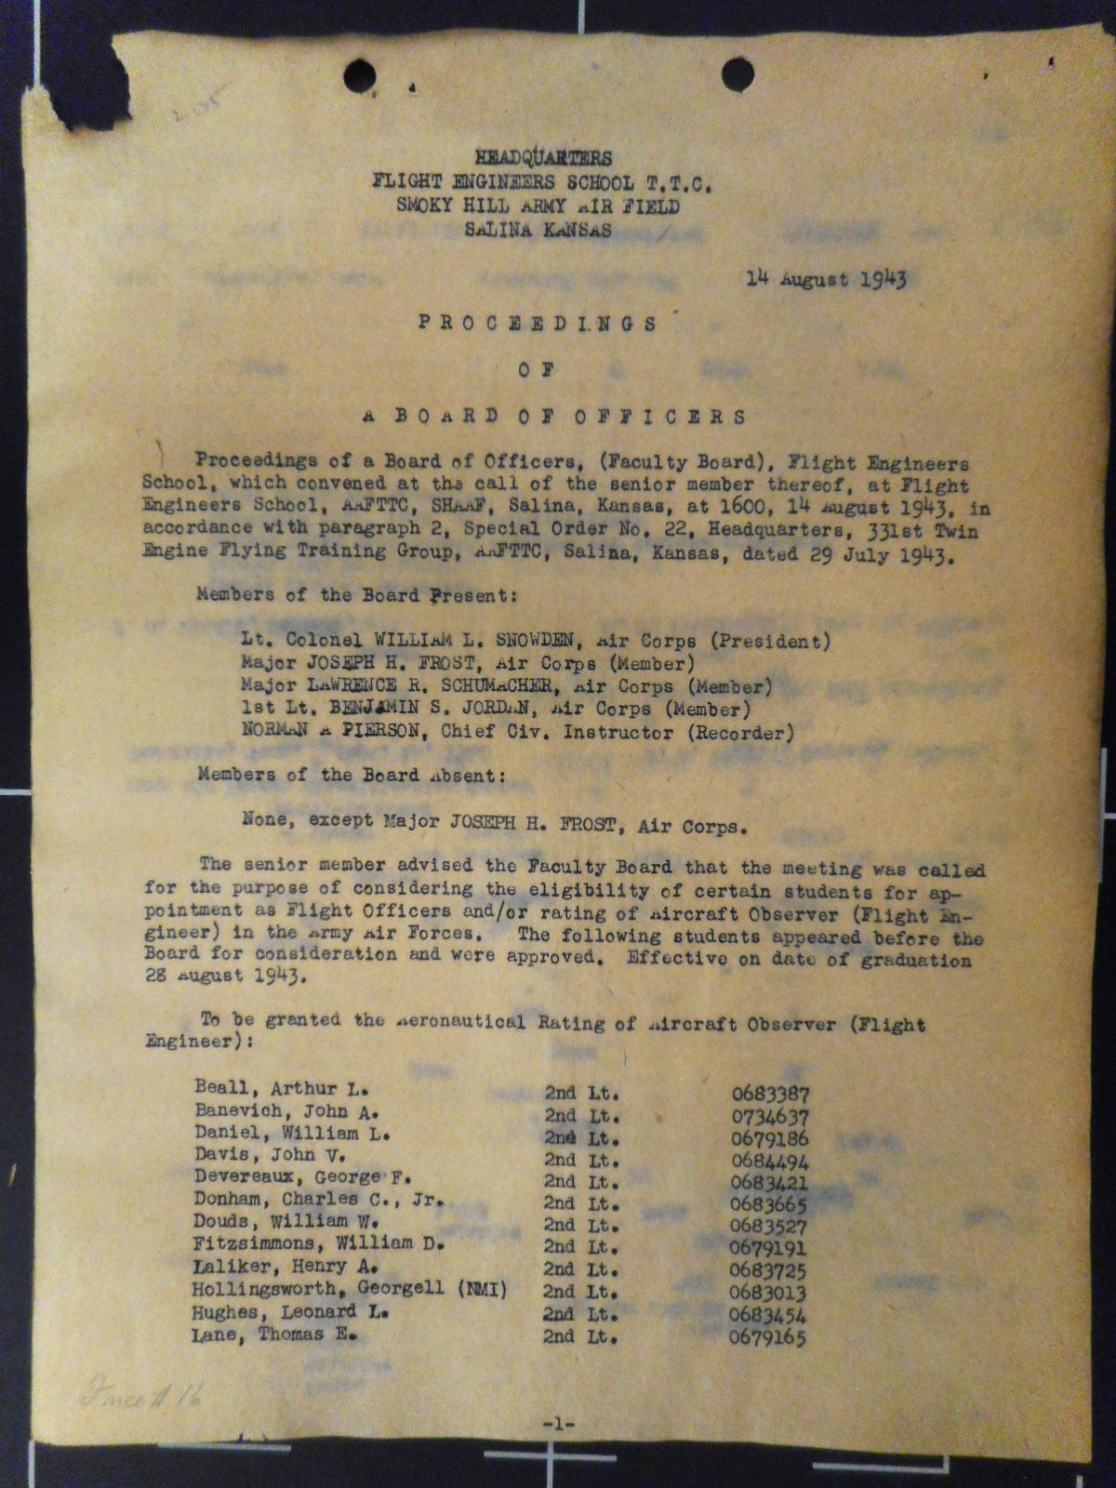 HEADQUARTERS
FLIGHT ENGINEERS SCHOOL T.T.C.
SMOKY HILL ARMY AIR FIELD
SALINA KANSAS
14 August 1943
P R O C E E D I N G S
O F
A B O A R D O F O F F I C E R S
Proceedings of a Board of Officers, (Faculty Board), Flight Engineers
School, which convened at the call of the senior member thereof, at Flight
Engineers School, AAFTTC, SHAAF, Salina, Kansas, at 1600, 14 August 1943, in
accordance with paragraph 2, Special Order No. 22, Headquarters, 331st Twin
Engine Flying Training Group, AAFTTC, Salina, Kansas, dated 29 July 1943.
Members of the Board Present:
Lt. Colonel WILLIAM L. SNOWDEN, Air Corps (President)
Major JOSEPH H. FROST, Air Corps (Member)
Major LAWRENCE R. SCHUMACHER, Air Corps (Member)
1st Lt. BENJAMIN S. JORDAN, Air Corps (Member)
NORMAN A PIERSON, Chief Civ. Instructor (Recorder)
Members of the Board Absent:
None, except Major JOSEPH H. FROST, Air Corps.
The senior member advised the Faculty Board that the meeting was called
for the purpose of considering the eligibility of certain students for ap-
pointment as Flight Officers and/or rating of Aircraft Observer (Flight En-
gineer) in the Army Air Forces. The following students appeared before the
Board for consideration and were approved. Effective on date of graduation
28 August 1943.
To be granted the Aeronautical Rating of Aircraft Observer (Flight
Engineer):
Beall, Arthur L. 2nd Lt. 0683387
Banevich, John A. 2nd Lt. 0734637
Daniel, William L. 2nd Lt. 0679186
Davis, John V. 2nd Lt. 0684494
Devereaux, George F. 2nd Lt. 0683421
Donham, Charles C., Jr. 2nd Lt. 0683665
Douds, William W. 2nd Lt. 0683527
Fitzsimmons, William D. 2nd Lt. 0679191
Laliker, Henry A. 2nd Lt. 0683725
Hollingsworth, Georgell (NMI) 2nd Lt. 0683013
Hughes, Leonard L. 2nd Lt. 0683454
Lane, Thomas E. 2nd Lt. 0679165
-1-